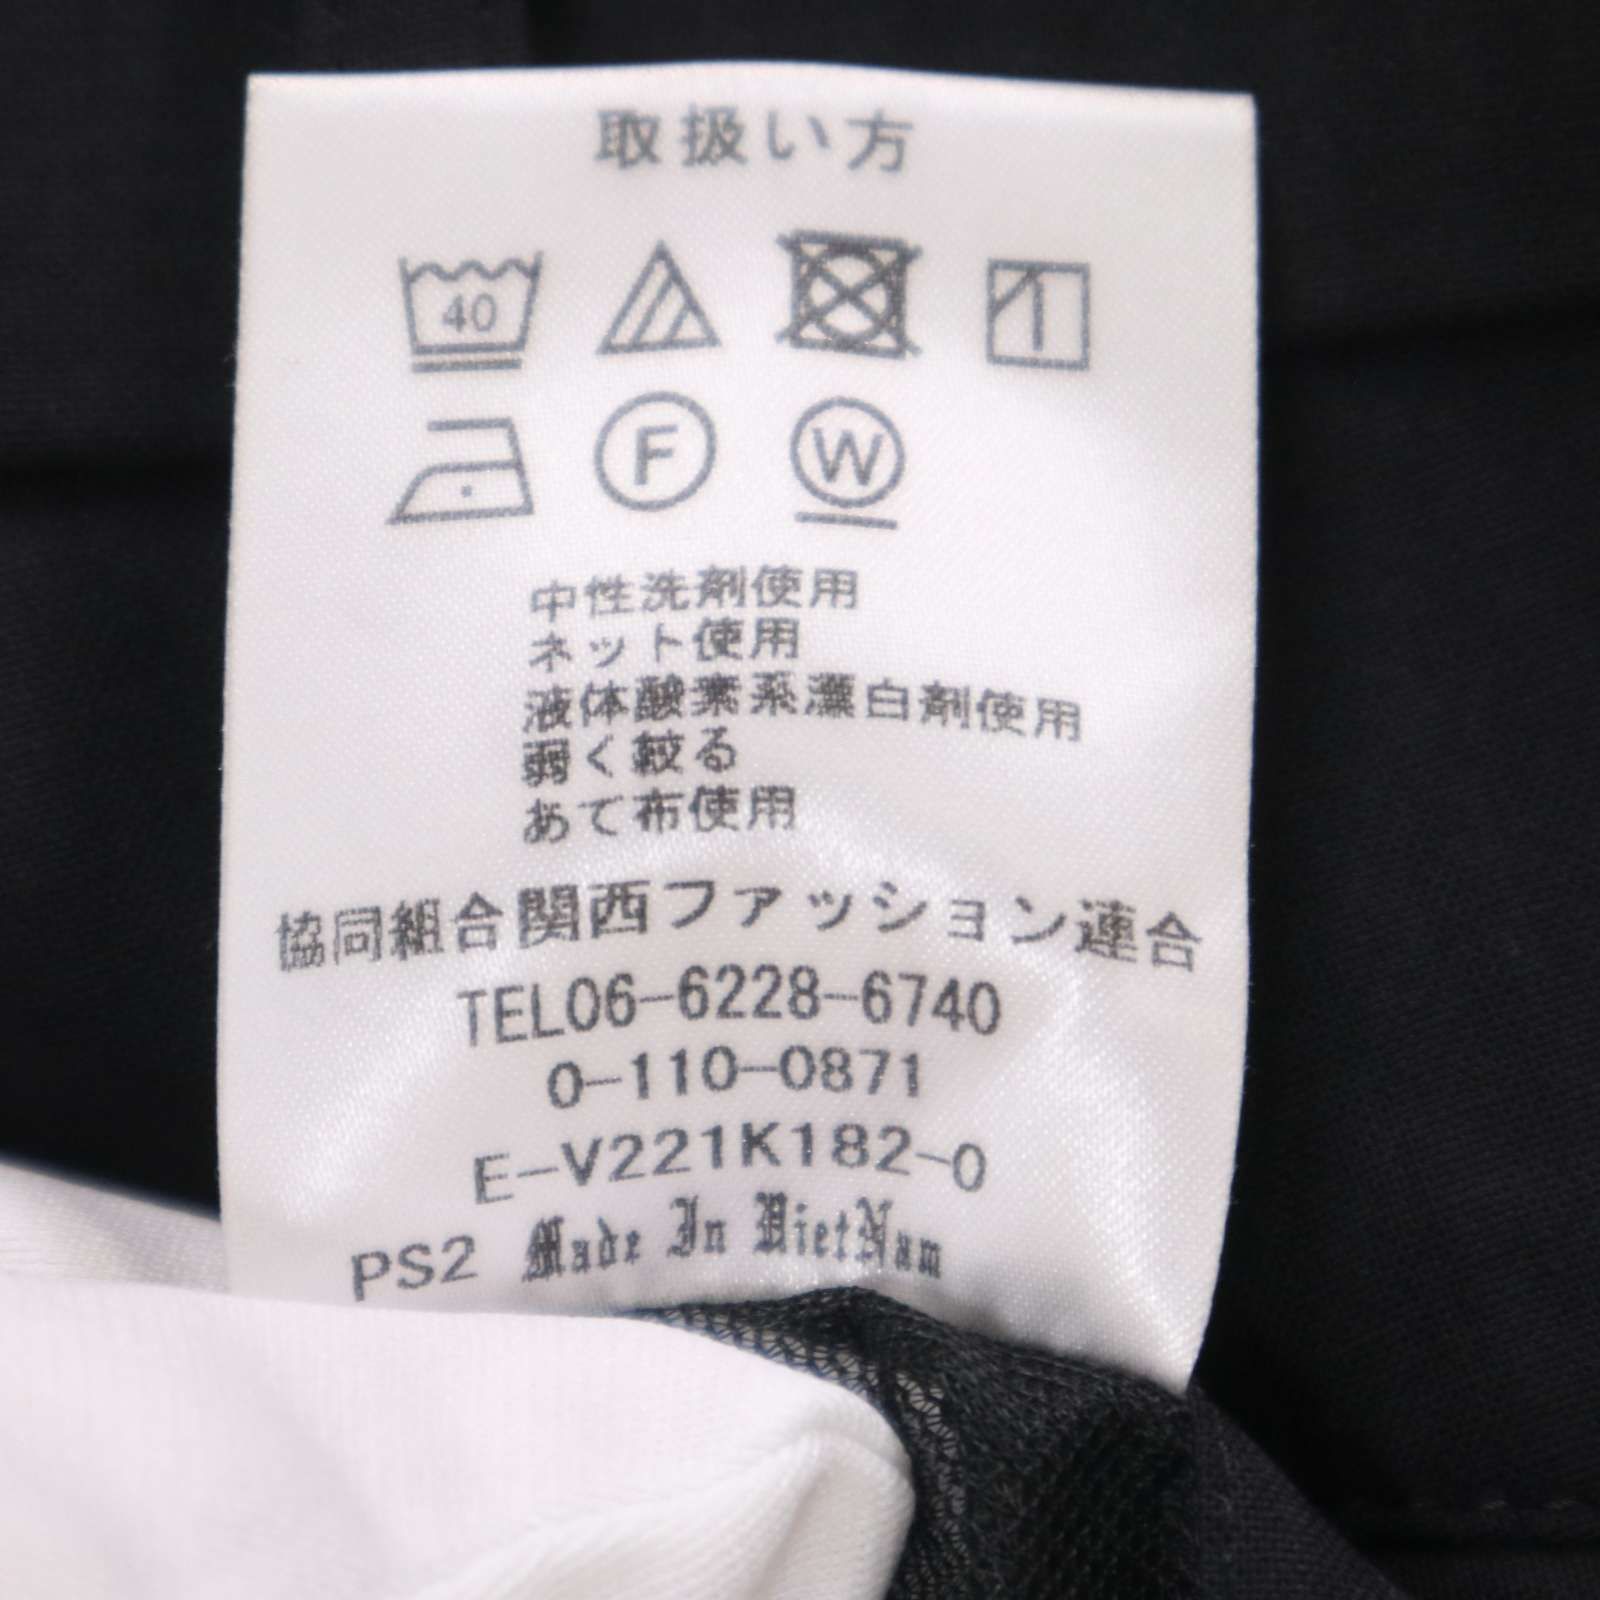 取扱い方
40
F W
中性洗剤使用
ネット使用
液体酸素系漂白剤使用
弱く絞る
あて布使用
協同組合関西ファッション連合
TEL06-6228-6740
0-110-0871
E-V221K182-0
PS2 Made In VietNam